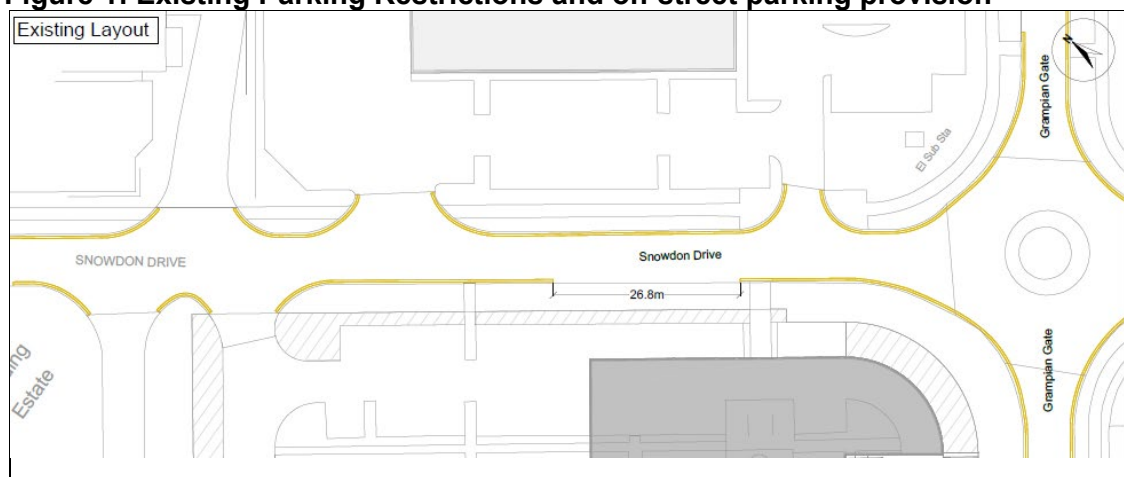 Figure 1: Existing Parking Restrictions and street parking provision
Existing Layout
N
Grampian Gate
El Sub Sta
SNOWDON DRIVE
Snowdon Drive
26.8m
Grampian Gate
Estate